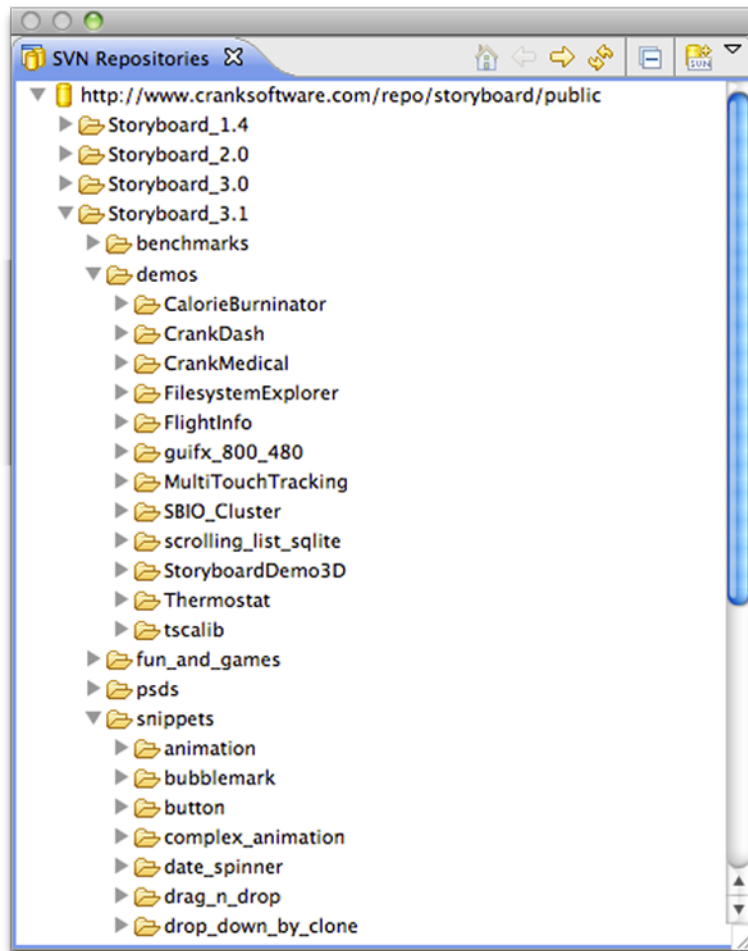 SVN Repositories
SVN
http://www.cranksoftware.com/repo/storyboard/public
Storyboard_1.4
Storyboard_2.0
Storyboard_3.0
Storyboard_3.1
benchmarks
demos
CalorieBurninator
CrankDash
CrankMedical
FilesystemExplorer
FlightInfo
guifx_800_480
MultiTouchTracking
SBIO_Cluster
scrolling_list_sqlite
StoryboardDemo3D
Thermostat
tscalib
fun_and_games
psds
snippets
animation
bubblemark
button
complex_animation
date_spinner
drag_n_drop
drop_down_by_clone